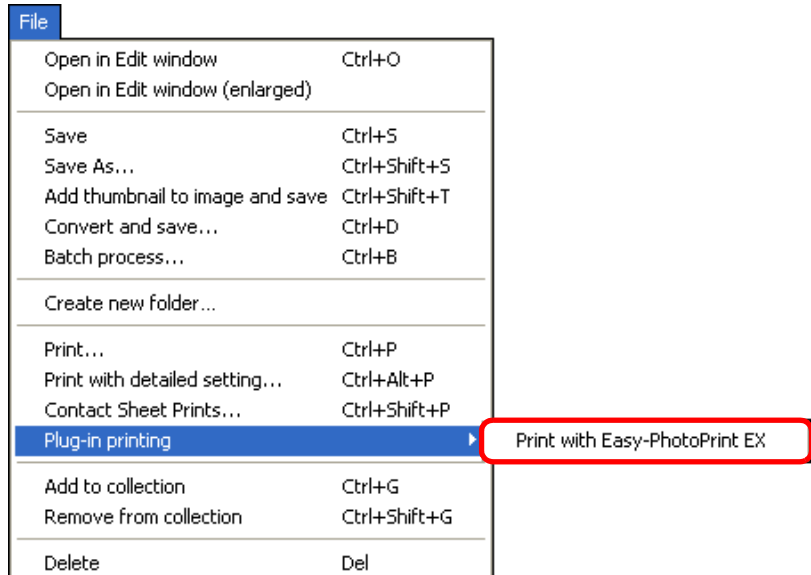 File
Open in Edit window Ctrl+O
Open in Edit window (enlarged)
Save Ctrl+S
Save As... Ctrl+Shift+S
Add thumbnail to image and save Ctrl+Shift+T
Convert and save... Ctrl+D
Batch process... Ctrl+B
Create new folder...
Print... Ctrl+P
Print with detailed setting... Ctrl+Alt+P
Contact Sheet Prints... Ctrl+Shift+P
Plug-in printing Print with Easy-PhotoPrint EX
Add to collection Ctrl+G
Remove from collection Ctrl+Shift+G
Delete Del